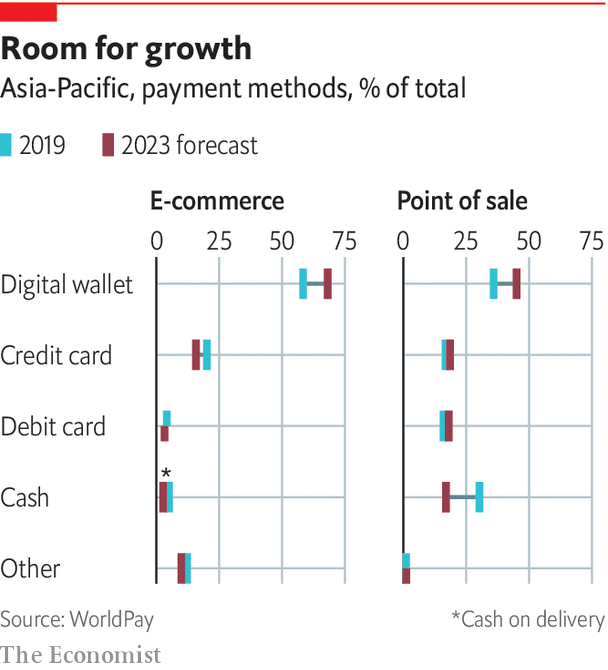 Room for growth
Asia-Pacific, payment methods, % of total
2019 2023 forecast
E-commerce Point of sale
0 25 50 75 0 25 50 75
Digital wallet
Credit card
Debit card
*
Cash
Other
Source: WorldPay *Cash on delivery
The Economist